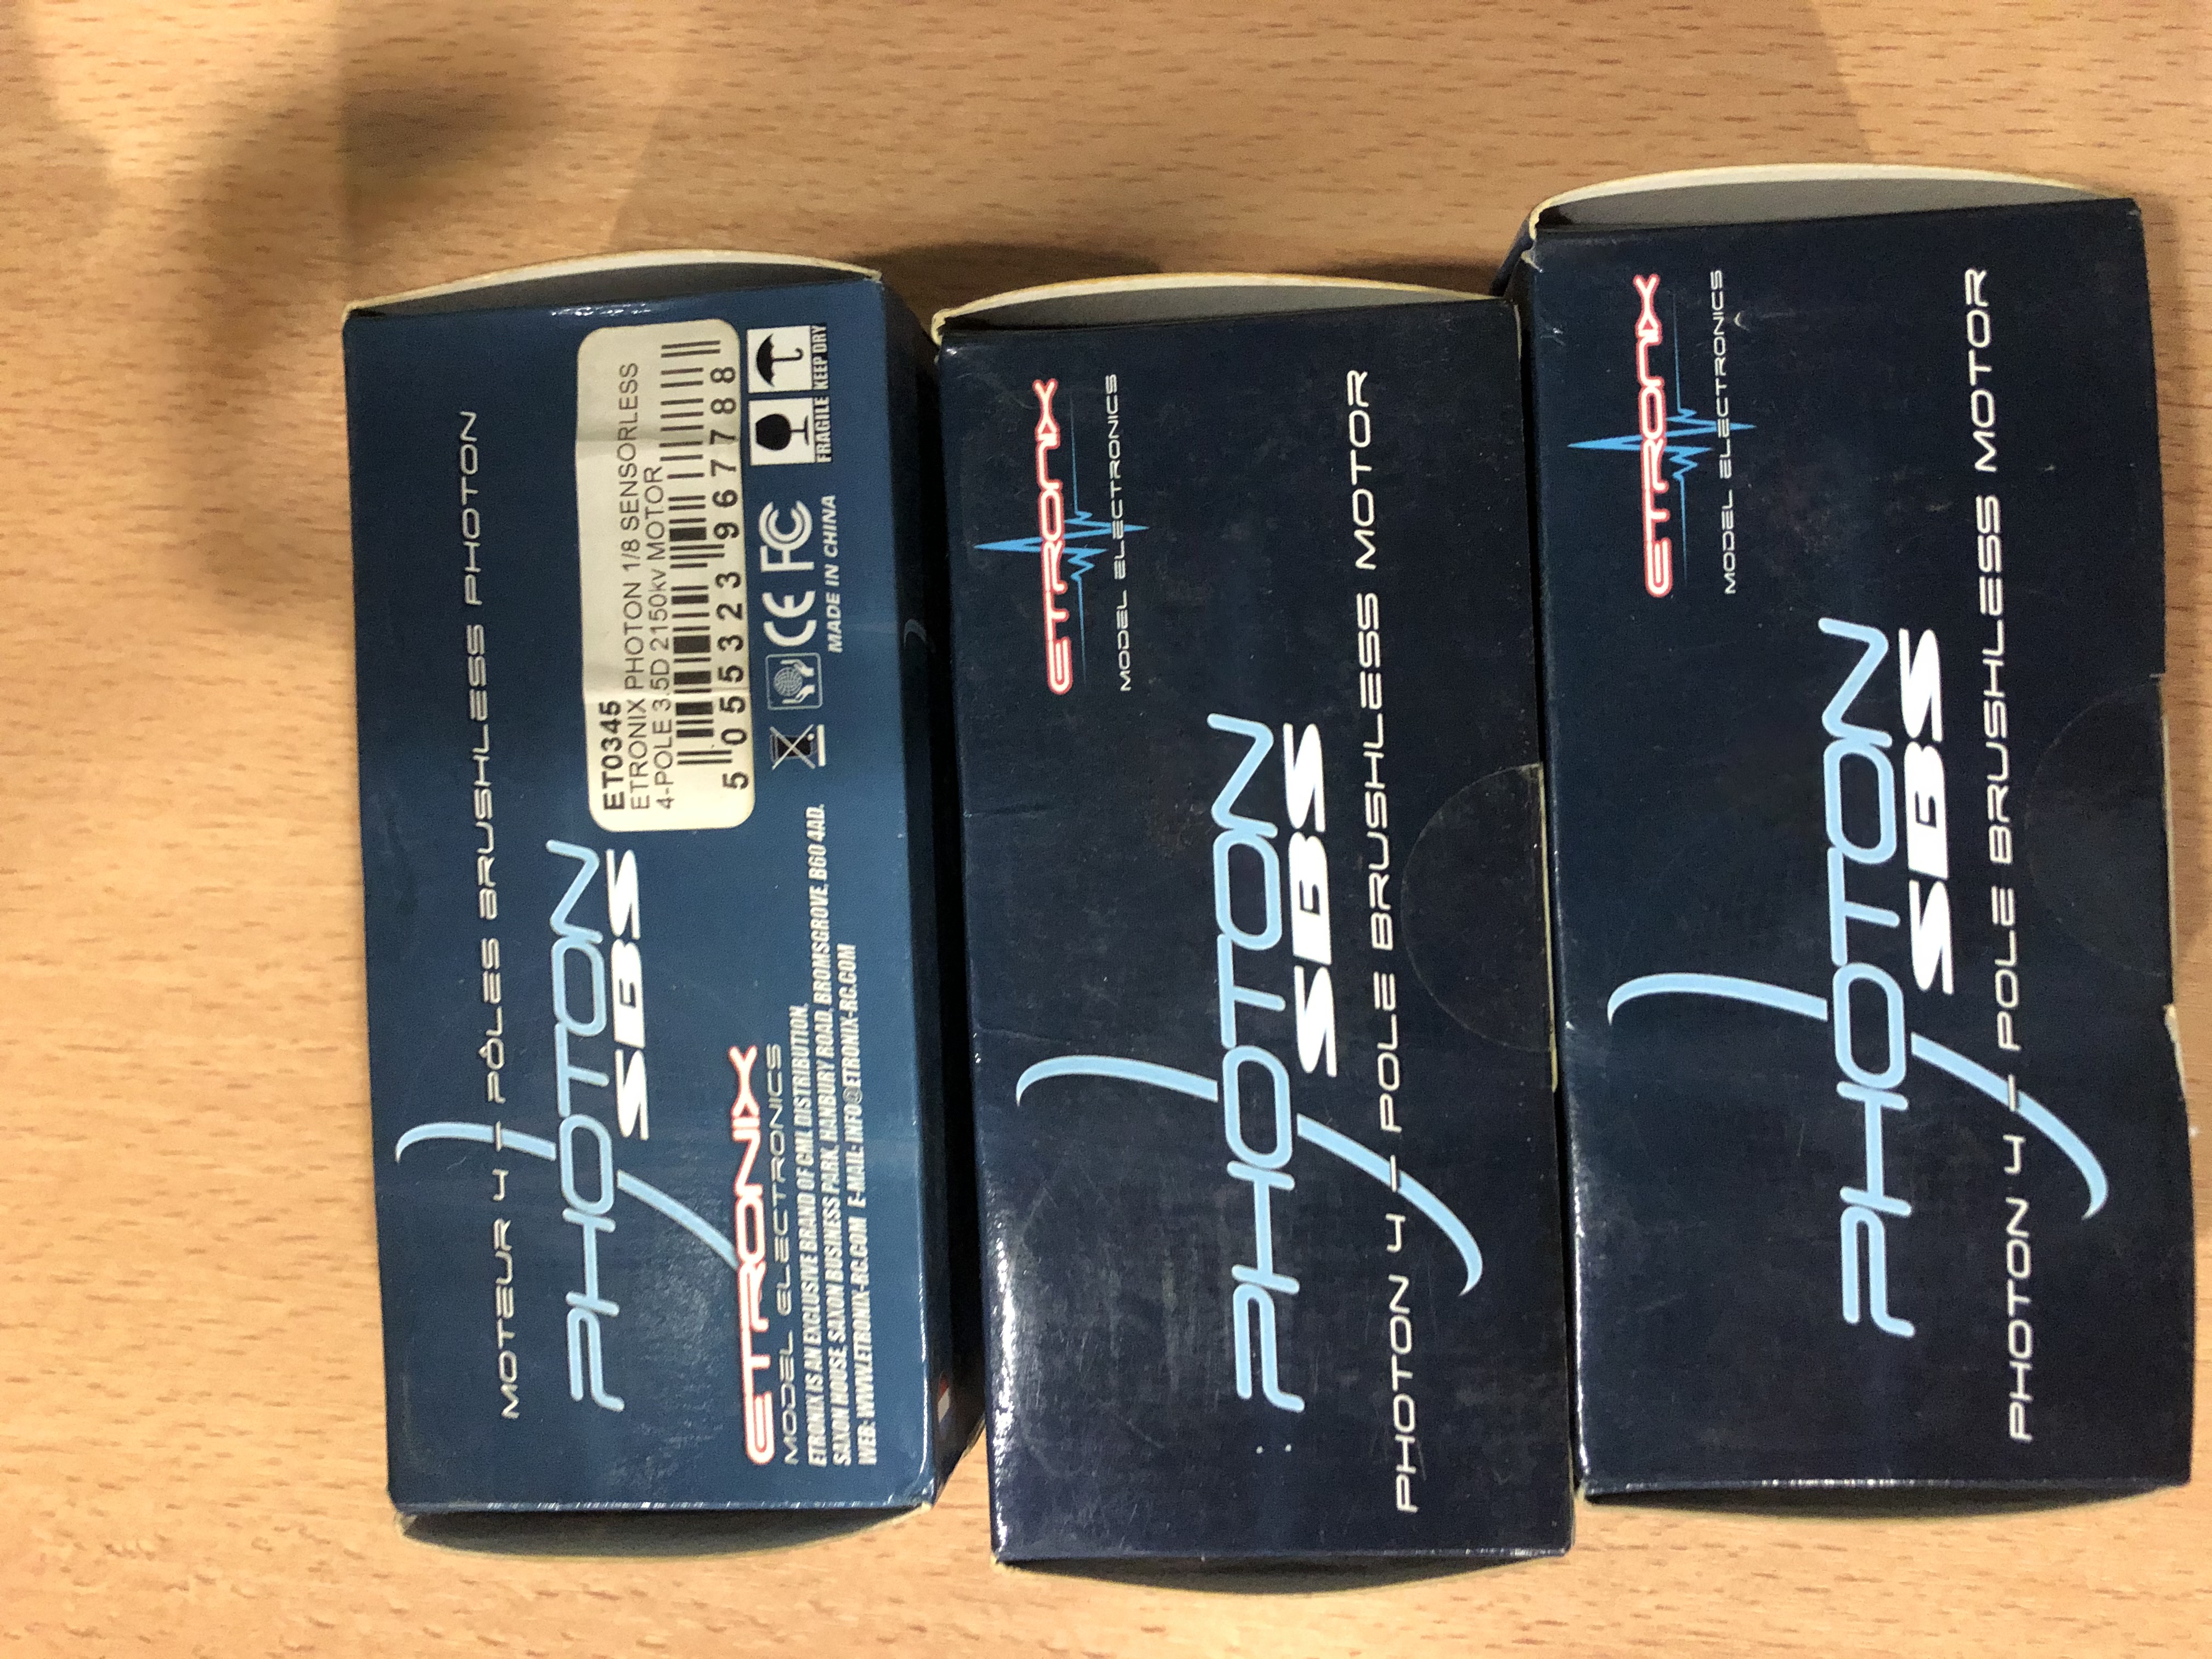 MOTEUR 4 - PÔLES BRUSHLESS PHOTON
PHOTON
SBS
ET0345
ETRONIX PHOTON 1/8 SENSORLESS
4-POLE 3.5D 2150kv MOTOR
5 055323 967788
FRAGILE KEEP DRY
CE FC
MADE IN CHINA
ETRONIX
MODEL ELECTRONICS
ETRONIX IS AN EXCLUSIVE BRAND OF CML DISTRIBUTION.
SAXON HOUSE, SAXON BUSINESS PARK, HANBURY ROAD, BROMSGROVE, B60 4AD.
WEB: WWW.ETRONIX-RC.COM E-MAIL: INFO@ETRONIX-RC.COM
ETRONIX
MODEL ELECTRONICS
PHOTON
SBS
PHOTON 4 - POLE BRUSHLESS MOTOR
ETRONIX
MODEL ELECTRONICS
PHOTON
SBS
PHOTON 4 - POLE BRUSHLESS MOTOR